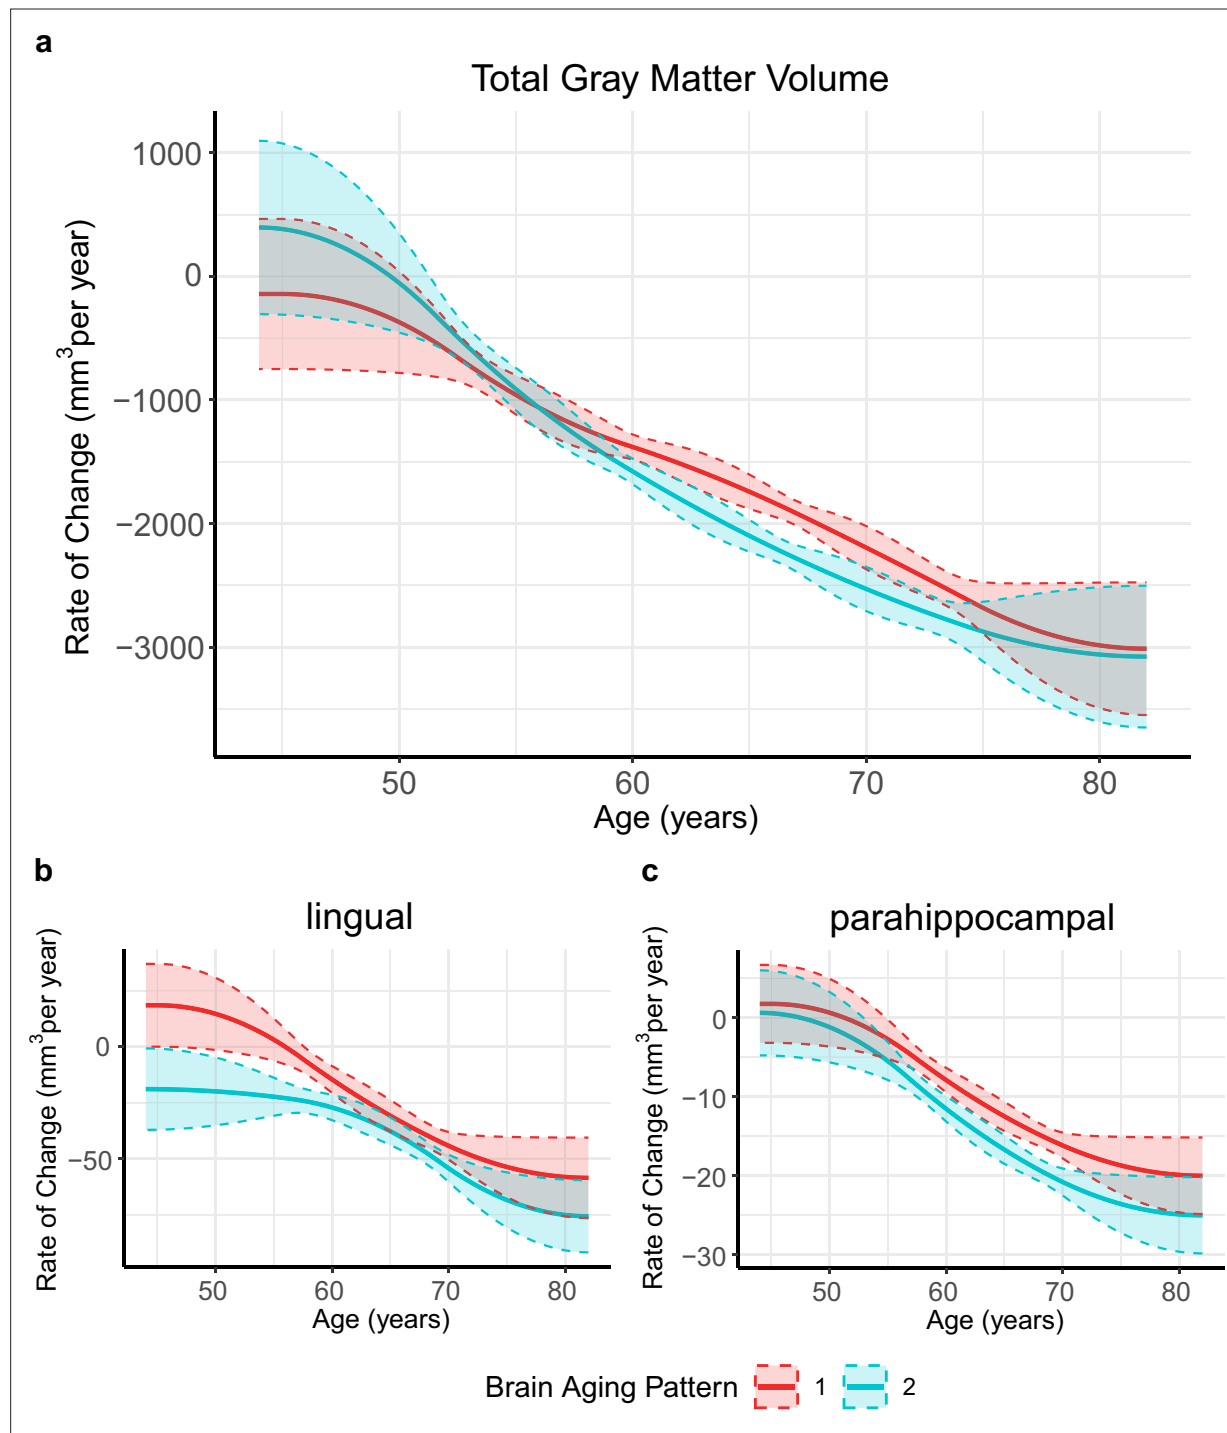 a
Total Gray Matter Volume
Rate of Change (mm³per year)
1000
0
−1000
−2000
−3000
50
60
70
80
Age (years)
b
lingual
Rate of Change (mm³per year)
0
−50
50
60
70
80
Age (years)
c
parahippocampal
Rate of Change (mm³per year)
0
−10
−20
−30
50
60
70
80
Age (years)
Brain Aging Pattern 1 2